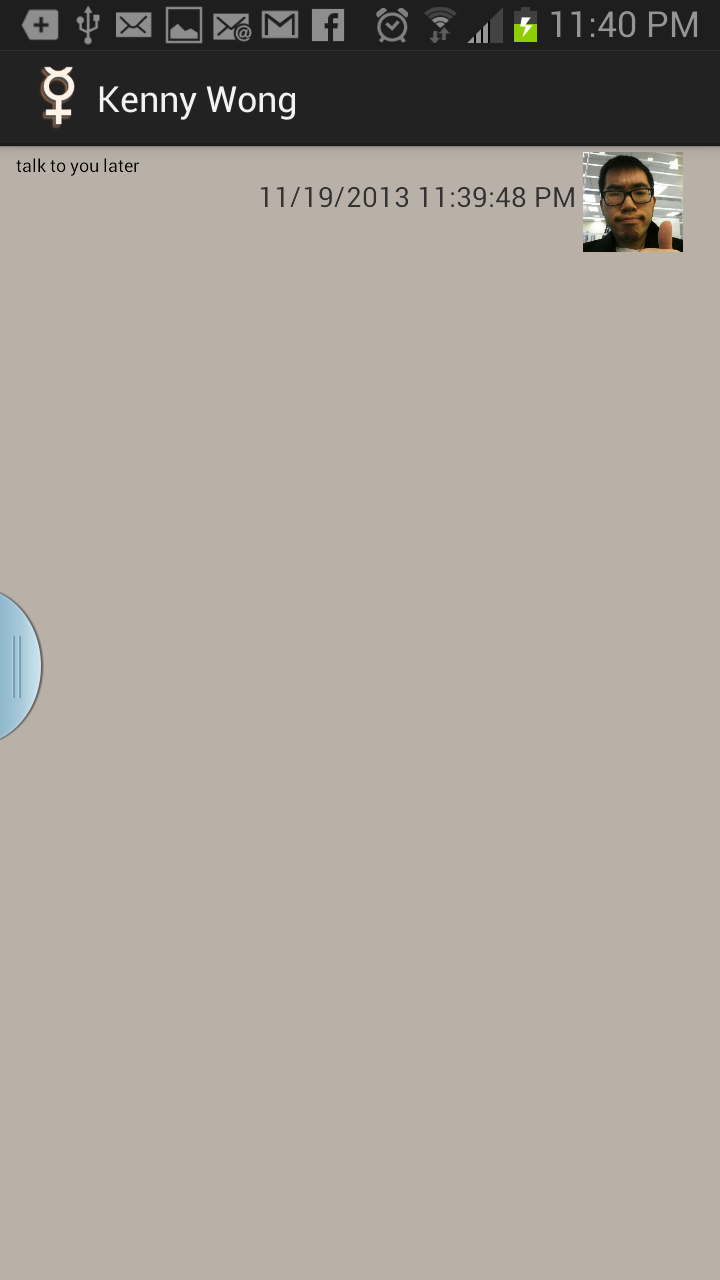 11:40 PM
Kenny Wong
talk to you later
11/19/2013 11:39:48 PM